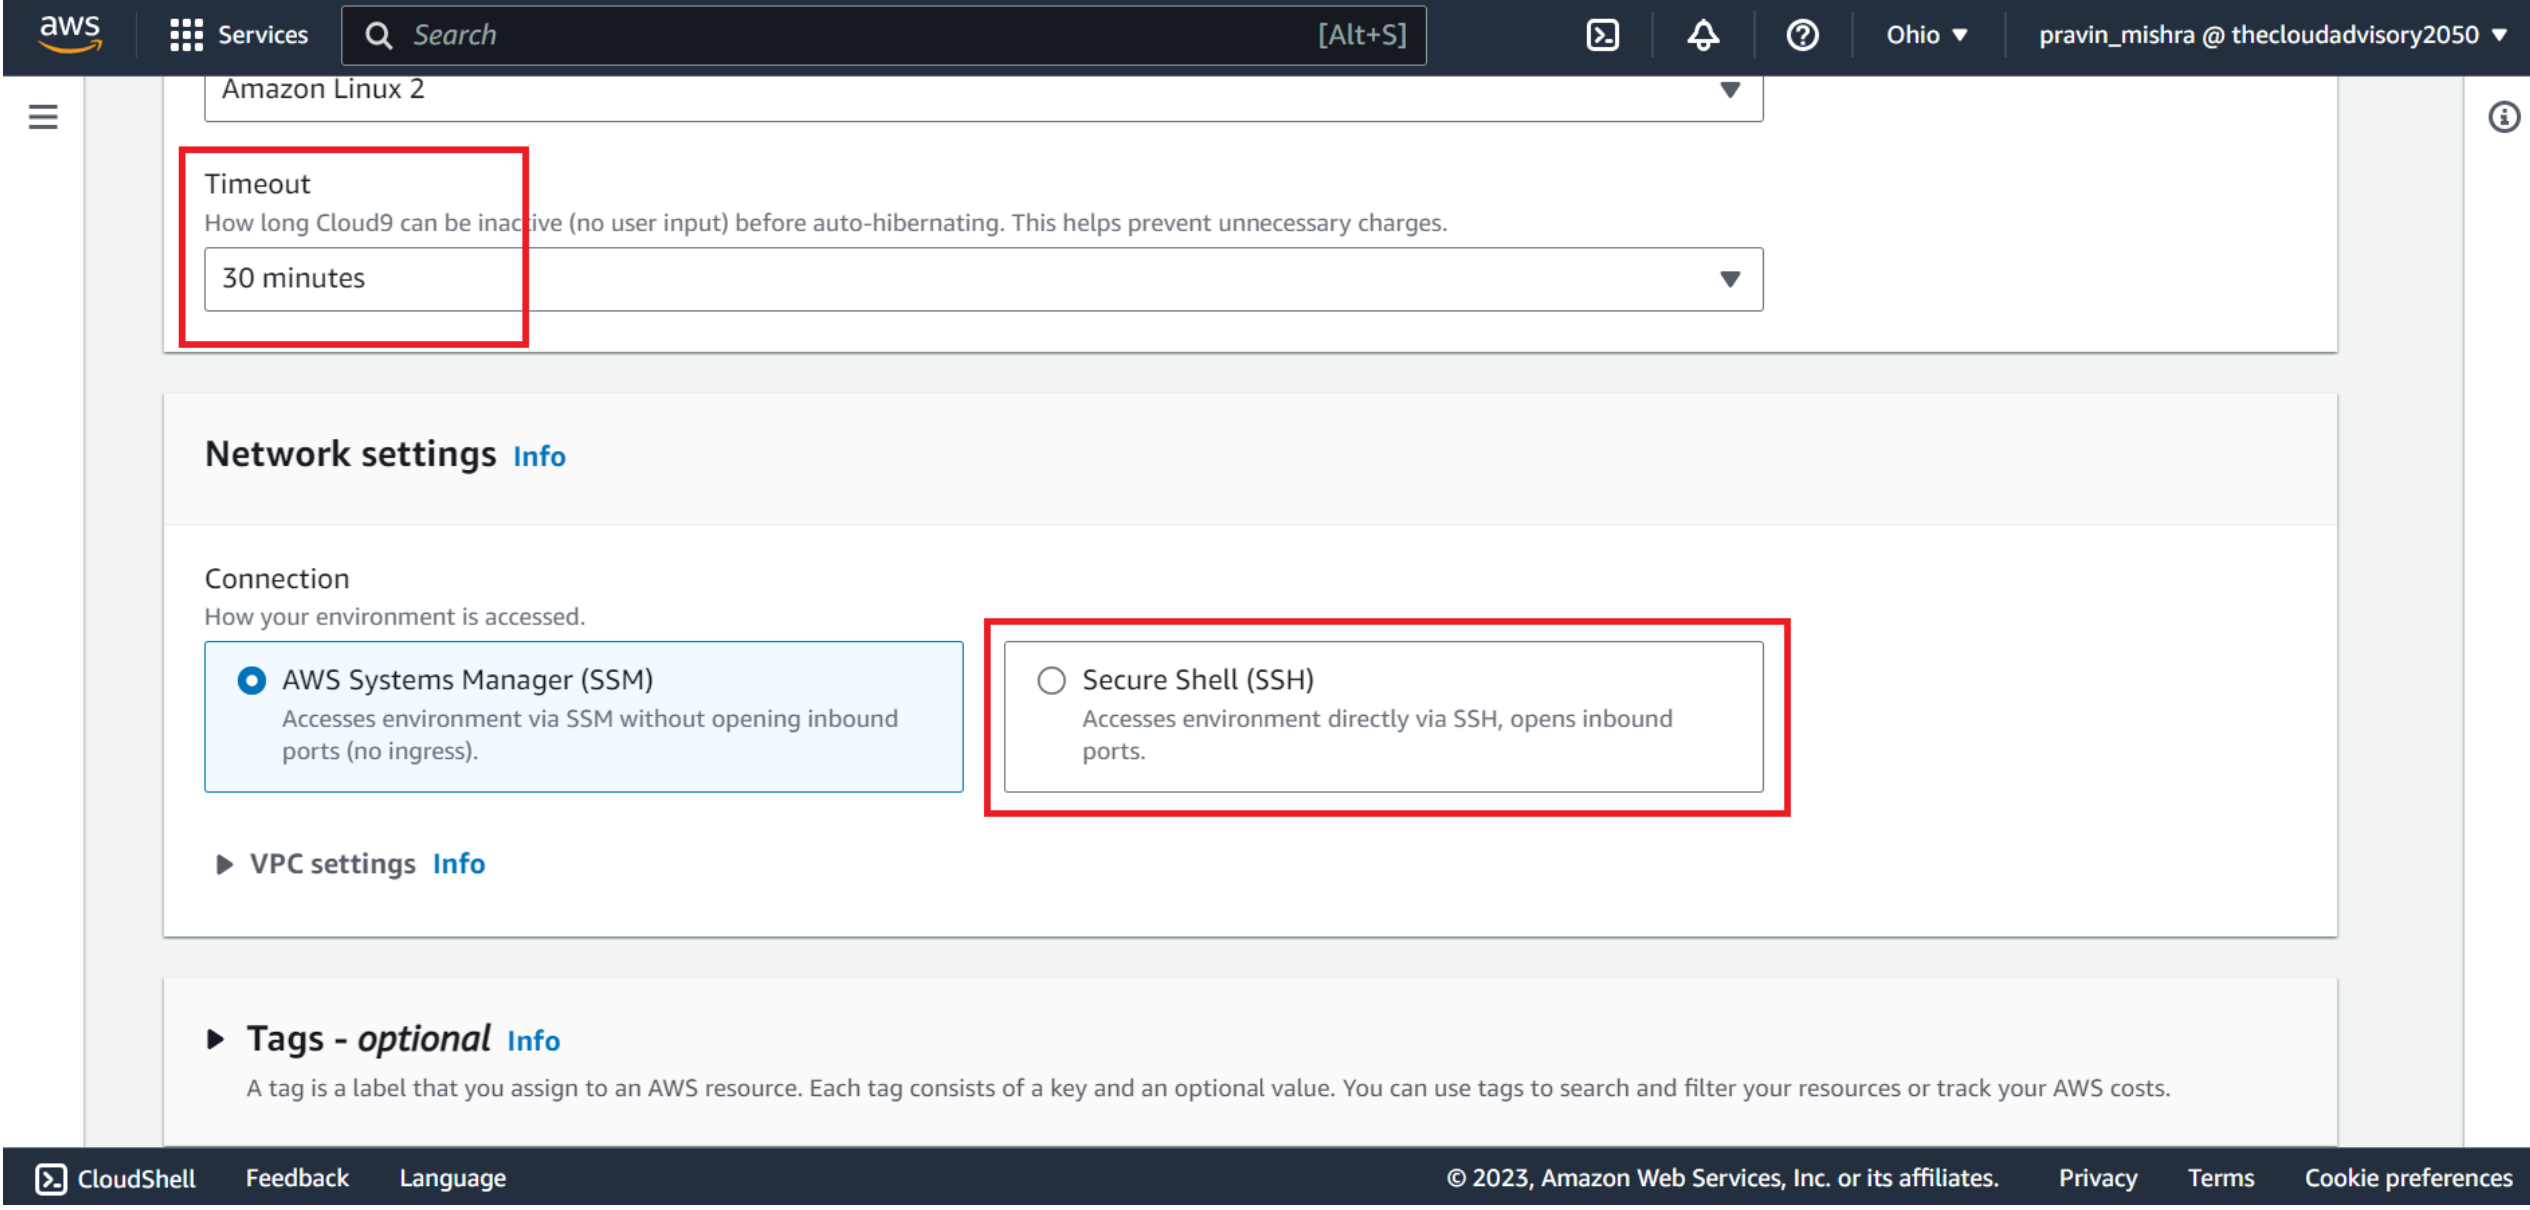 aws
Services
Search
[Alt+S]
Ohio
pravin_mishra @ thecloudadvisory2050
Amazon Linux 2
Timeout
How long Cloud9 can be inactive (no user input) before auto-hibernating. This helps prevent unnecessary charges.
30 minutes
Network settings Info
Connection
How your environment is accessed.
AWS Systems Manager (SSM)
Accesses environment via SSM without opening inbound
ports (no ingress).
Secure Shell (SSH)
Accesses environment directly via SSH, opens inbound
ports.
VPC settings Info
Tags - optional Info
A tag is a label that you assign to an AWS resource. Each tag consists of a key and an optional value. You can use tags to search and filter your resources or track your AWS costs.
CloudShell
Feedback
Language
© 2023, Amazon Web Services, Inc. or its affiliates.
Privacy
Terms
Cookie preferences